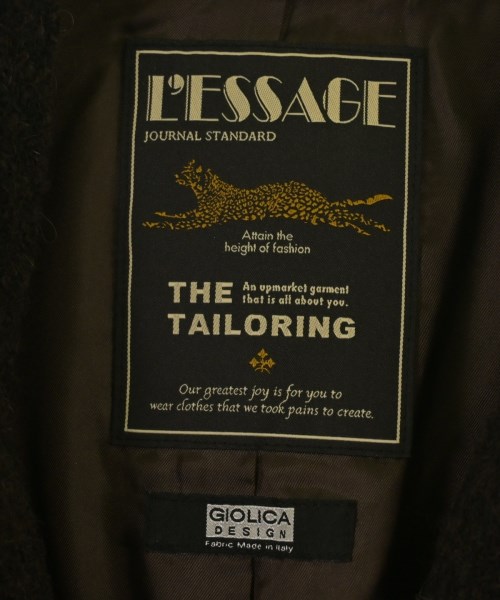 L'ESSAGE
JOURNAL STANDARD
Attain the
height of fashion
THE An upmarket garment
that is all about you.
TAILORING
Our greatest joy is for you to
wear clothes that we took pains to create.
GIOLICA
DESIGN
Fabric Made in Italy